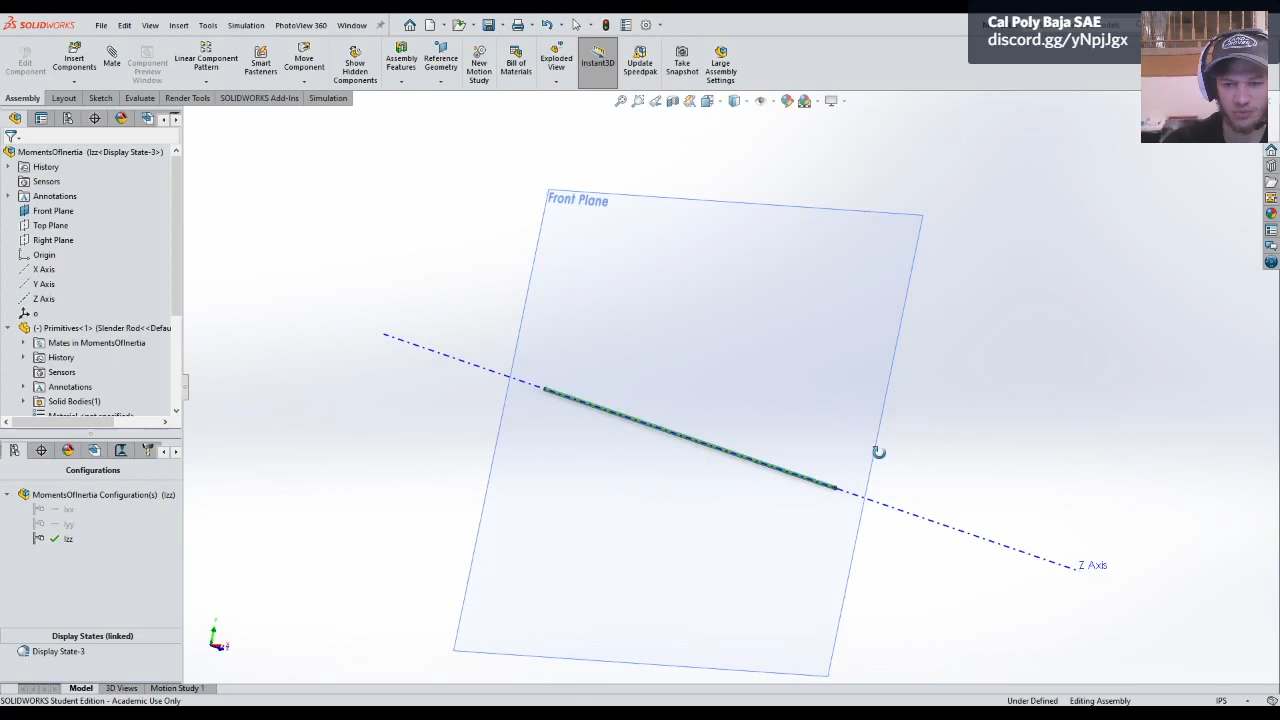 SOLIDWORKS File Edit View Insert Tools Simulation PhotoView 360 Window
Cal Poly Baja SAE
discord.gg/yNpjJgx
Edit Component
Insert Components
Mate
Component Preview Window
Linear Component Pattern
Smart Fasteners
Move Component
Show Hidden Components
Assembly Features
Reference Geometry
New Motion Study
Bill of Materials
Exploded View
Instant3D
Update Speedpak
Take Snapshot
Large Assembly Settings
Assembly Layout Sketch Evaluate Render Tools SOLIDWORKS Add-Ins Simulation
MomentsOfInertia (Izz<Display State-3>)
History
Sensors
Annotations
Front Plane
Top Plane
Right Plane
Origin
X Axis
Y Axis
Z Axis
o
(-) Primitives<1> (Slender Rod<<Defau
Mates in MomentsOfInertia
History
Sensors
Annotations
Solid Bodies(1)
Material <not specified>
Configurations
MomentsOfInertia Configuration(s) (Izz)
Ixx
Iyy
Izz
Display States (linked)
Display State-3
Front Plane
Z Axis
Model 3D Views Motion Study 1
SOLIDWORKS Student Edition - Academic Use Only
Under Defined Editing Assembly IPS